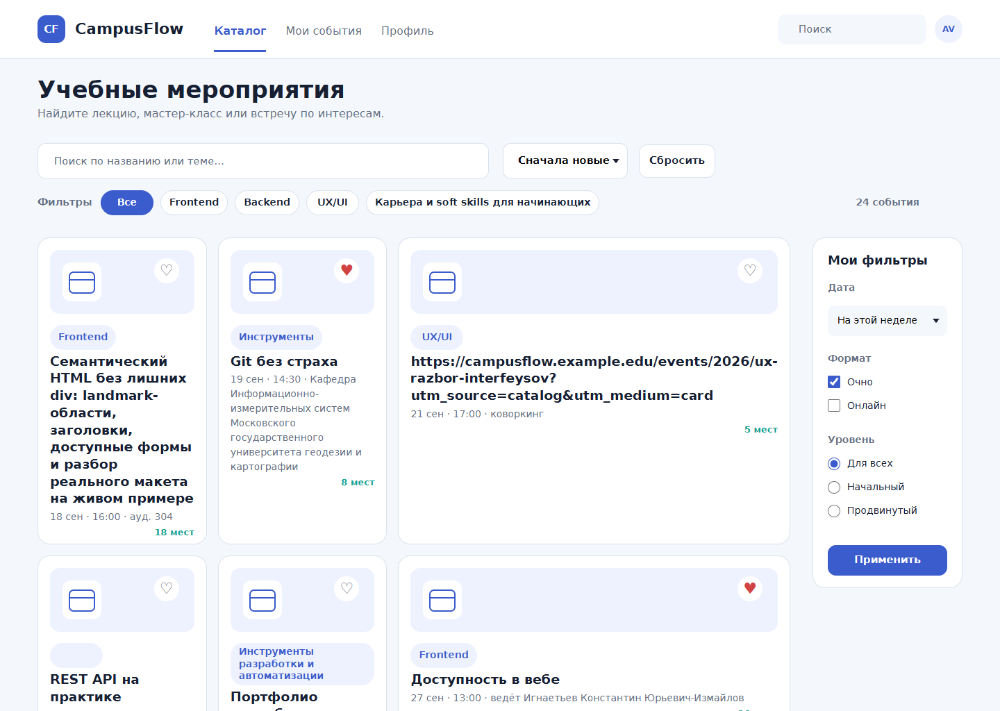 CF CampusFlow Каталог Мои события Профиль Поиск AV
Учебные мероприятия
Найдите лекцию, мастер-класс или встречу по интересам.
Поиск по названию или теме... Сначала новые Сбросить
Фильтры Все Frontend Backend UX/UI Карьера и soft skills для начинающих 24 события
Frontend
Семантический
HTML без лишних
div: landmark-
области,
заголовки,
доступные формы
и разбор
реального макета
на живом примере
18 сен · 16:00 · ауд. 304
18 мест
Инструменты
Git без страха
19 сен · 14:30 · Кафедра
Информационно-
измерительных систем
Московского
государственного
университета геодезии и
картографии
8 мест
UX/UI
https://campusflow.example.edu/events/2026/ux-
razbor-interfeysov?
utm_source=catalog&utm_medium=card
21 сен · 17:00 · коворкинг
5 мест
Мои фильтры
Дата
На этой неделе
Формат
Очно
Онлайн
Уровень
Для всех
Начальный
Продвинутый
Применить
REST API на
практике
Инструменты
разработки и
автоматизации
Портфолио
Frontend
Доступность в вебе
27 сен · 13:00 · ведёт Игнатьев Константин Юрьевич-Измайлов